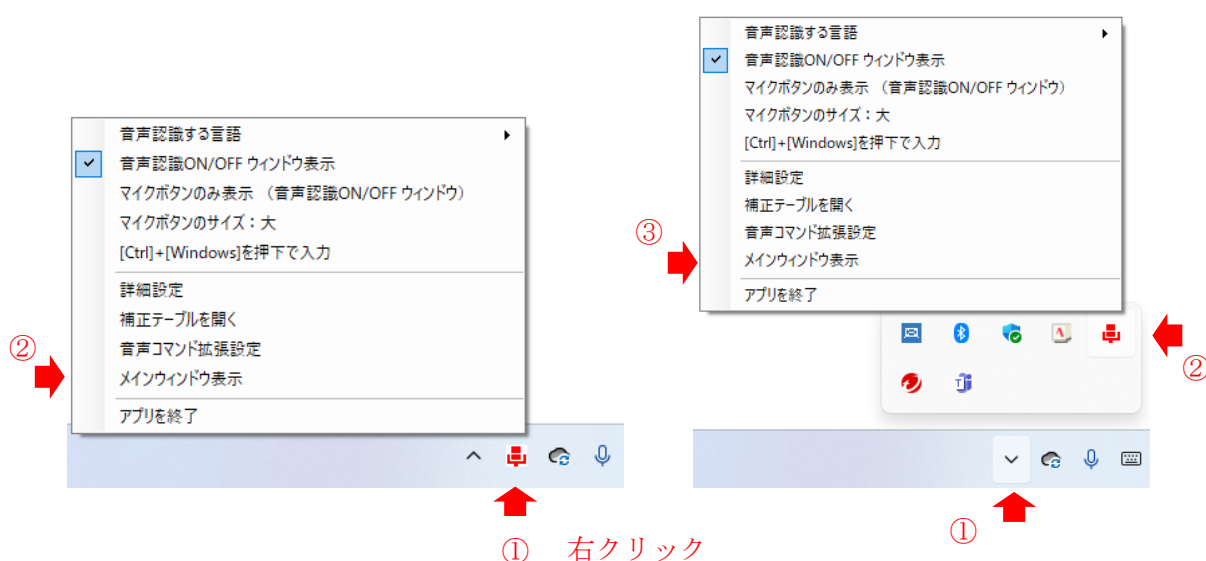 音声認識する言語
音声認識ON/OFF ウィンドウ表示
マイクボタンのみ表示 (音声認識ON/OFF ウィンドウ)
マイクボタンのサイズ:大
[Ctrl]+[Windows]を押下で入力
詳細設定
補正テーブルを開く
音声コマンド拡張設定
メインウィンドウ表示
アプリを終了
②
① 右クリック
音声認識する言語
音声認識ON/OFF ウィンドウ表示
マイクボタンのみ表示 (音声認識ON/OFF ウィンドウ)
マイクボタンのサイズ:大
[Ctrl]+[Windows]を押下で入力
詳細設定
補正テーブルを開く
音声コマンド拡張設定
メインウィンドウ表示
アプリを終了
③
②
①